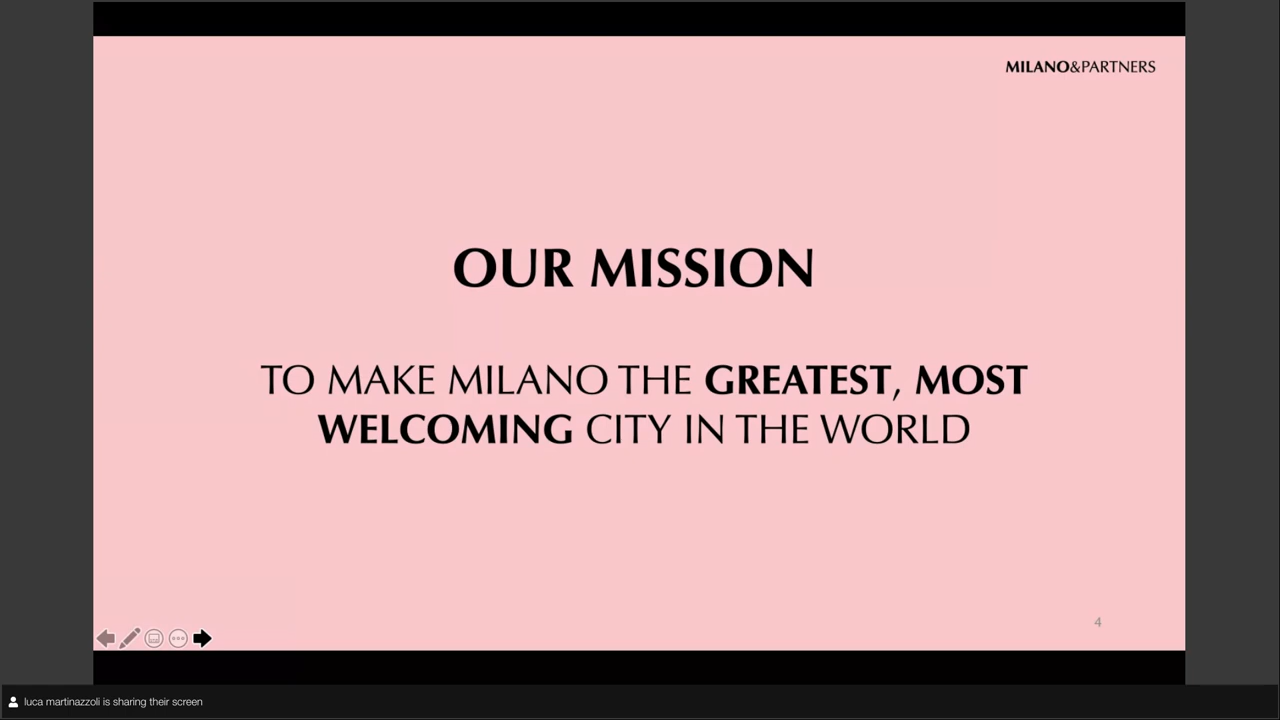 MILANO&PARTNERS
OUR MISSION
TO MAKE MILANO THE GREATEST, MOST
WELCOMING CITY IN THE WORLD
4
luca martinazzoli is sharing their screen